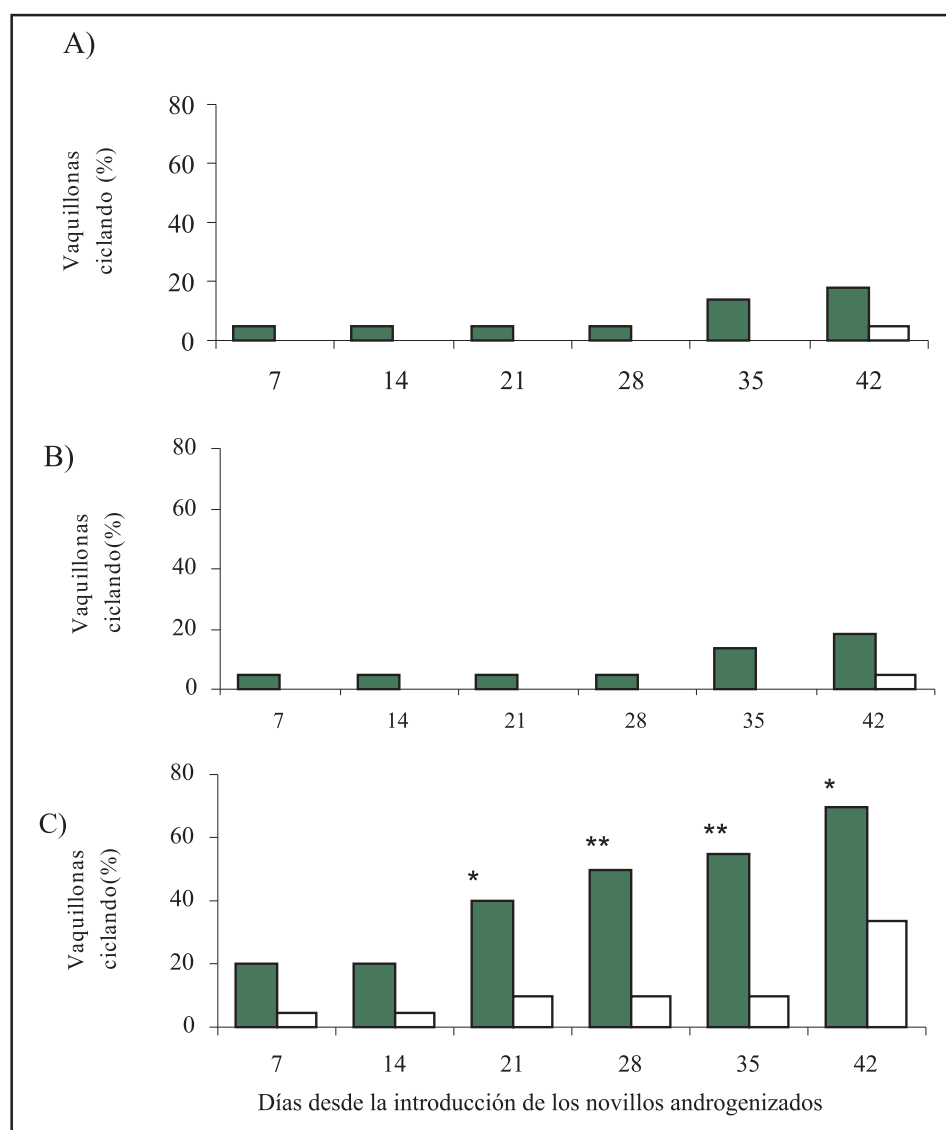 A)
Vaquillonas
ciclando (%)
80
60
40
20
0
7 14 21 28 35 42
B)
Vaquillonas
ciclando(%)
80
60
40
20
0
7 14 21 28 35 42
C)
Vaquillonas
ciclando(%)
80
60
40
20
0
* ** ** *
7 14 21 28 35 42
Días desde la introducción de los novillos androgenizados